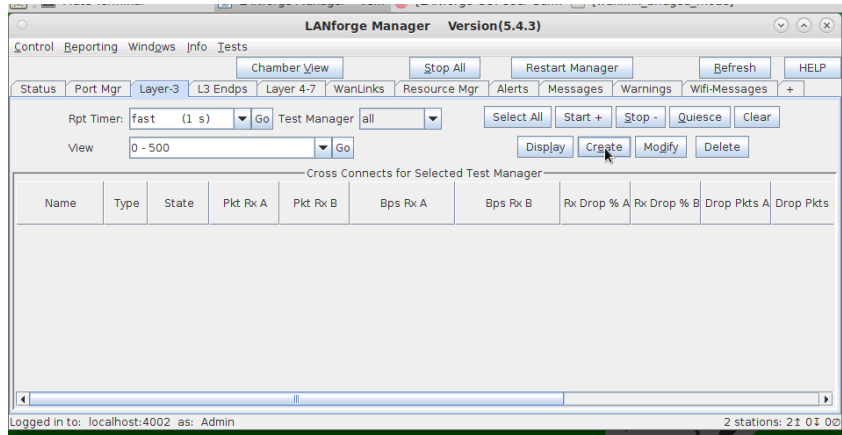 LANforge Manager Version(5.4.3)
Control Reporting Windows Info Tests
Chamber View Stop All Restart Manager Refresh HELP
Status Port Mgr Layer-3 L3 Endps Layer 4-7 WanLinks Resource Mgr Alerts Messages Warnings Wifi-Messages +
Rpt Timer: fast (1 s) Go Test Manager all Select All Start + Stop - Quiesce Clear
View 0 - 500 Go Display Create Modify Delete
Cross Connects for Selected Test Manager
Name Type State Pkt Rx A Pkt Rx B Bps Rx A Bps Rx B Rx Drop % A Rx Drop % B Drop Pkts A Drop Pkts
Logged in to: localhost:4002 as: Admin 2 stations: 2↥ 0↧ 0∅